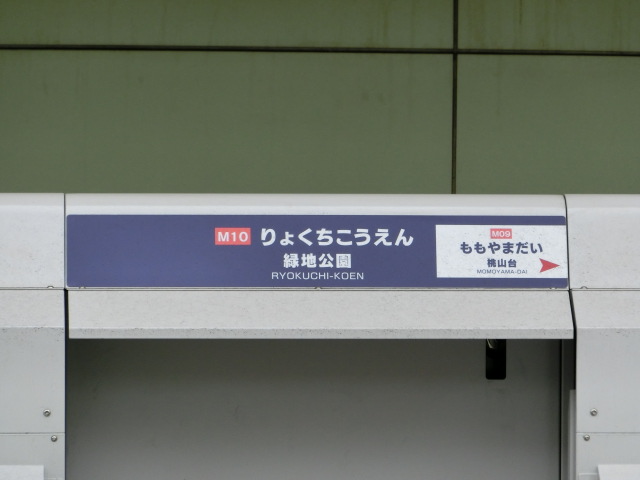 M10 りょくちこうえん
緑地公園
RYOKUCHI-KOEN
M09
ももやまだい
桃山台
MOMOYAMA-DAI